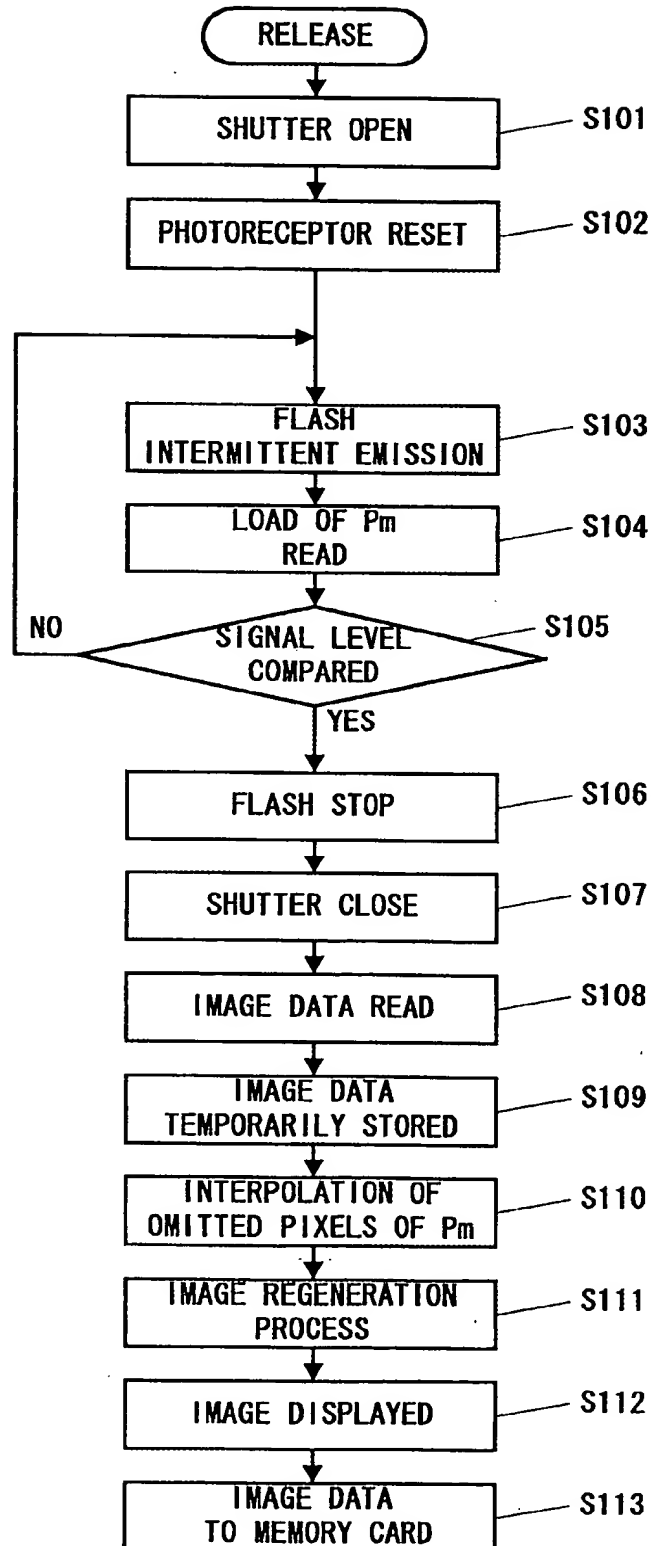 RELEASE
SHUTTER OPEN
S101
PHOTORECEPTOR RESET
S102
FLASH
INTERMITTENT EMISSION
S103
LOAD OF Pm
READ
S104
NO
SIGNAL LEVEL
COMPARED
S105
YES
FLASH STOP
S106
SHUTTER CLOSE
S107
IMAGE DATA READ
S108
IMAGE DATA
TEMPORARILY STORED
S109
INTERPOLATION OF
OMITTED PIXELS OF Pm
S110
IMAGE REGENERATION
PROCESS
S111
IMAGE DISPLAYED
S112
IMAGE DATA
TO MEMORY CARD
S113